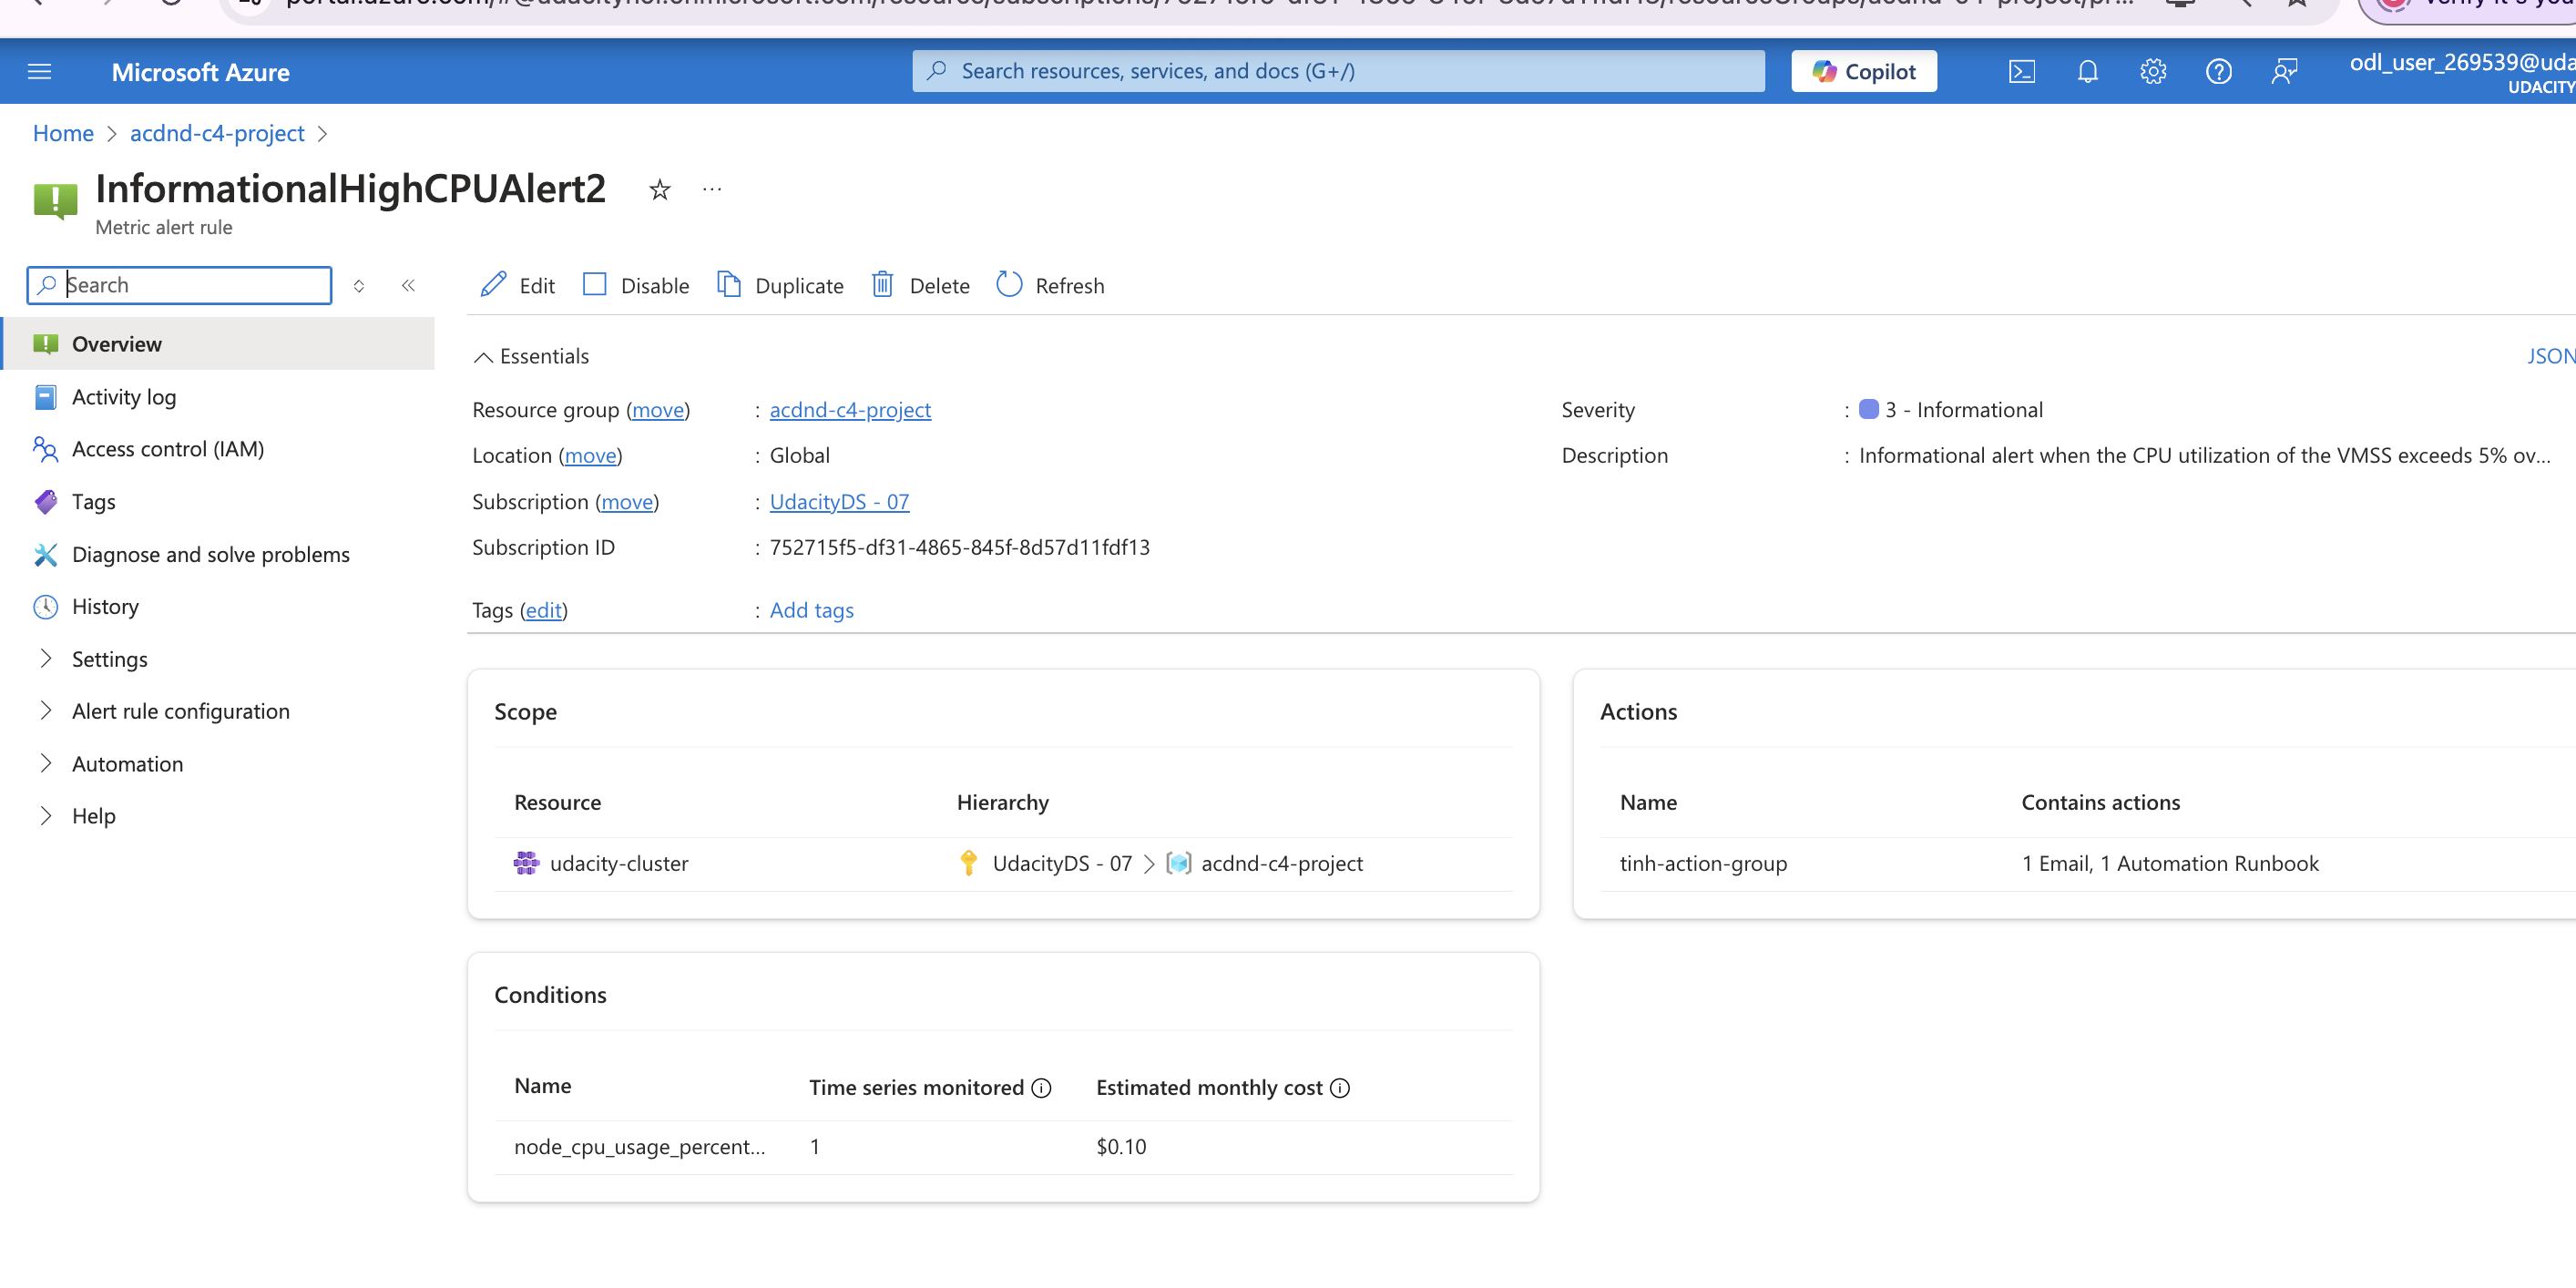 Microsoft Azure
Search resources, services, and docs (G+/)
Copilot
odl_user_269539@uda
UDACITY
Home > acdnd-c4-project >
InformationalHighCPUAlert2
Metric alert rule
Search
Edit Disable Duplicate Delete Refresh
Overview
Activity log
Access control (IAM)
Tags
Diagnose and solve problems
History
Settings
Alert rule configuration
Automation
Help
Essentials
JSON
Resource group (move) : acdnd-c4-project
Location (move) : Global
Subscription (move) : UdacityDS - 07
Subscription ID : 752715f5-df31-4865-845f-8d57d11fdf13
Tags (edit) : Add tags
Severity : 3 - Informational
Description : Informational alert when the CPU utilization of the VMSS exceeds 5% ov...
Scope
Resource Hierarchy
udacity-cluster UdacityDS - 07 > acdnd-c4-project
Actions
Name Contains actions
tinh-action-group 1 Email, 1 Automation Runbook
Conditions
Name Time series monitored Estimated monthly cost
node_cpu_usage_percent... 1 $0.10